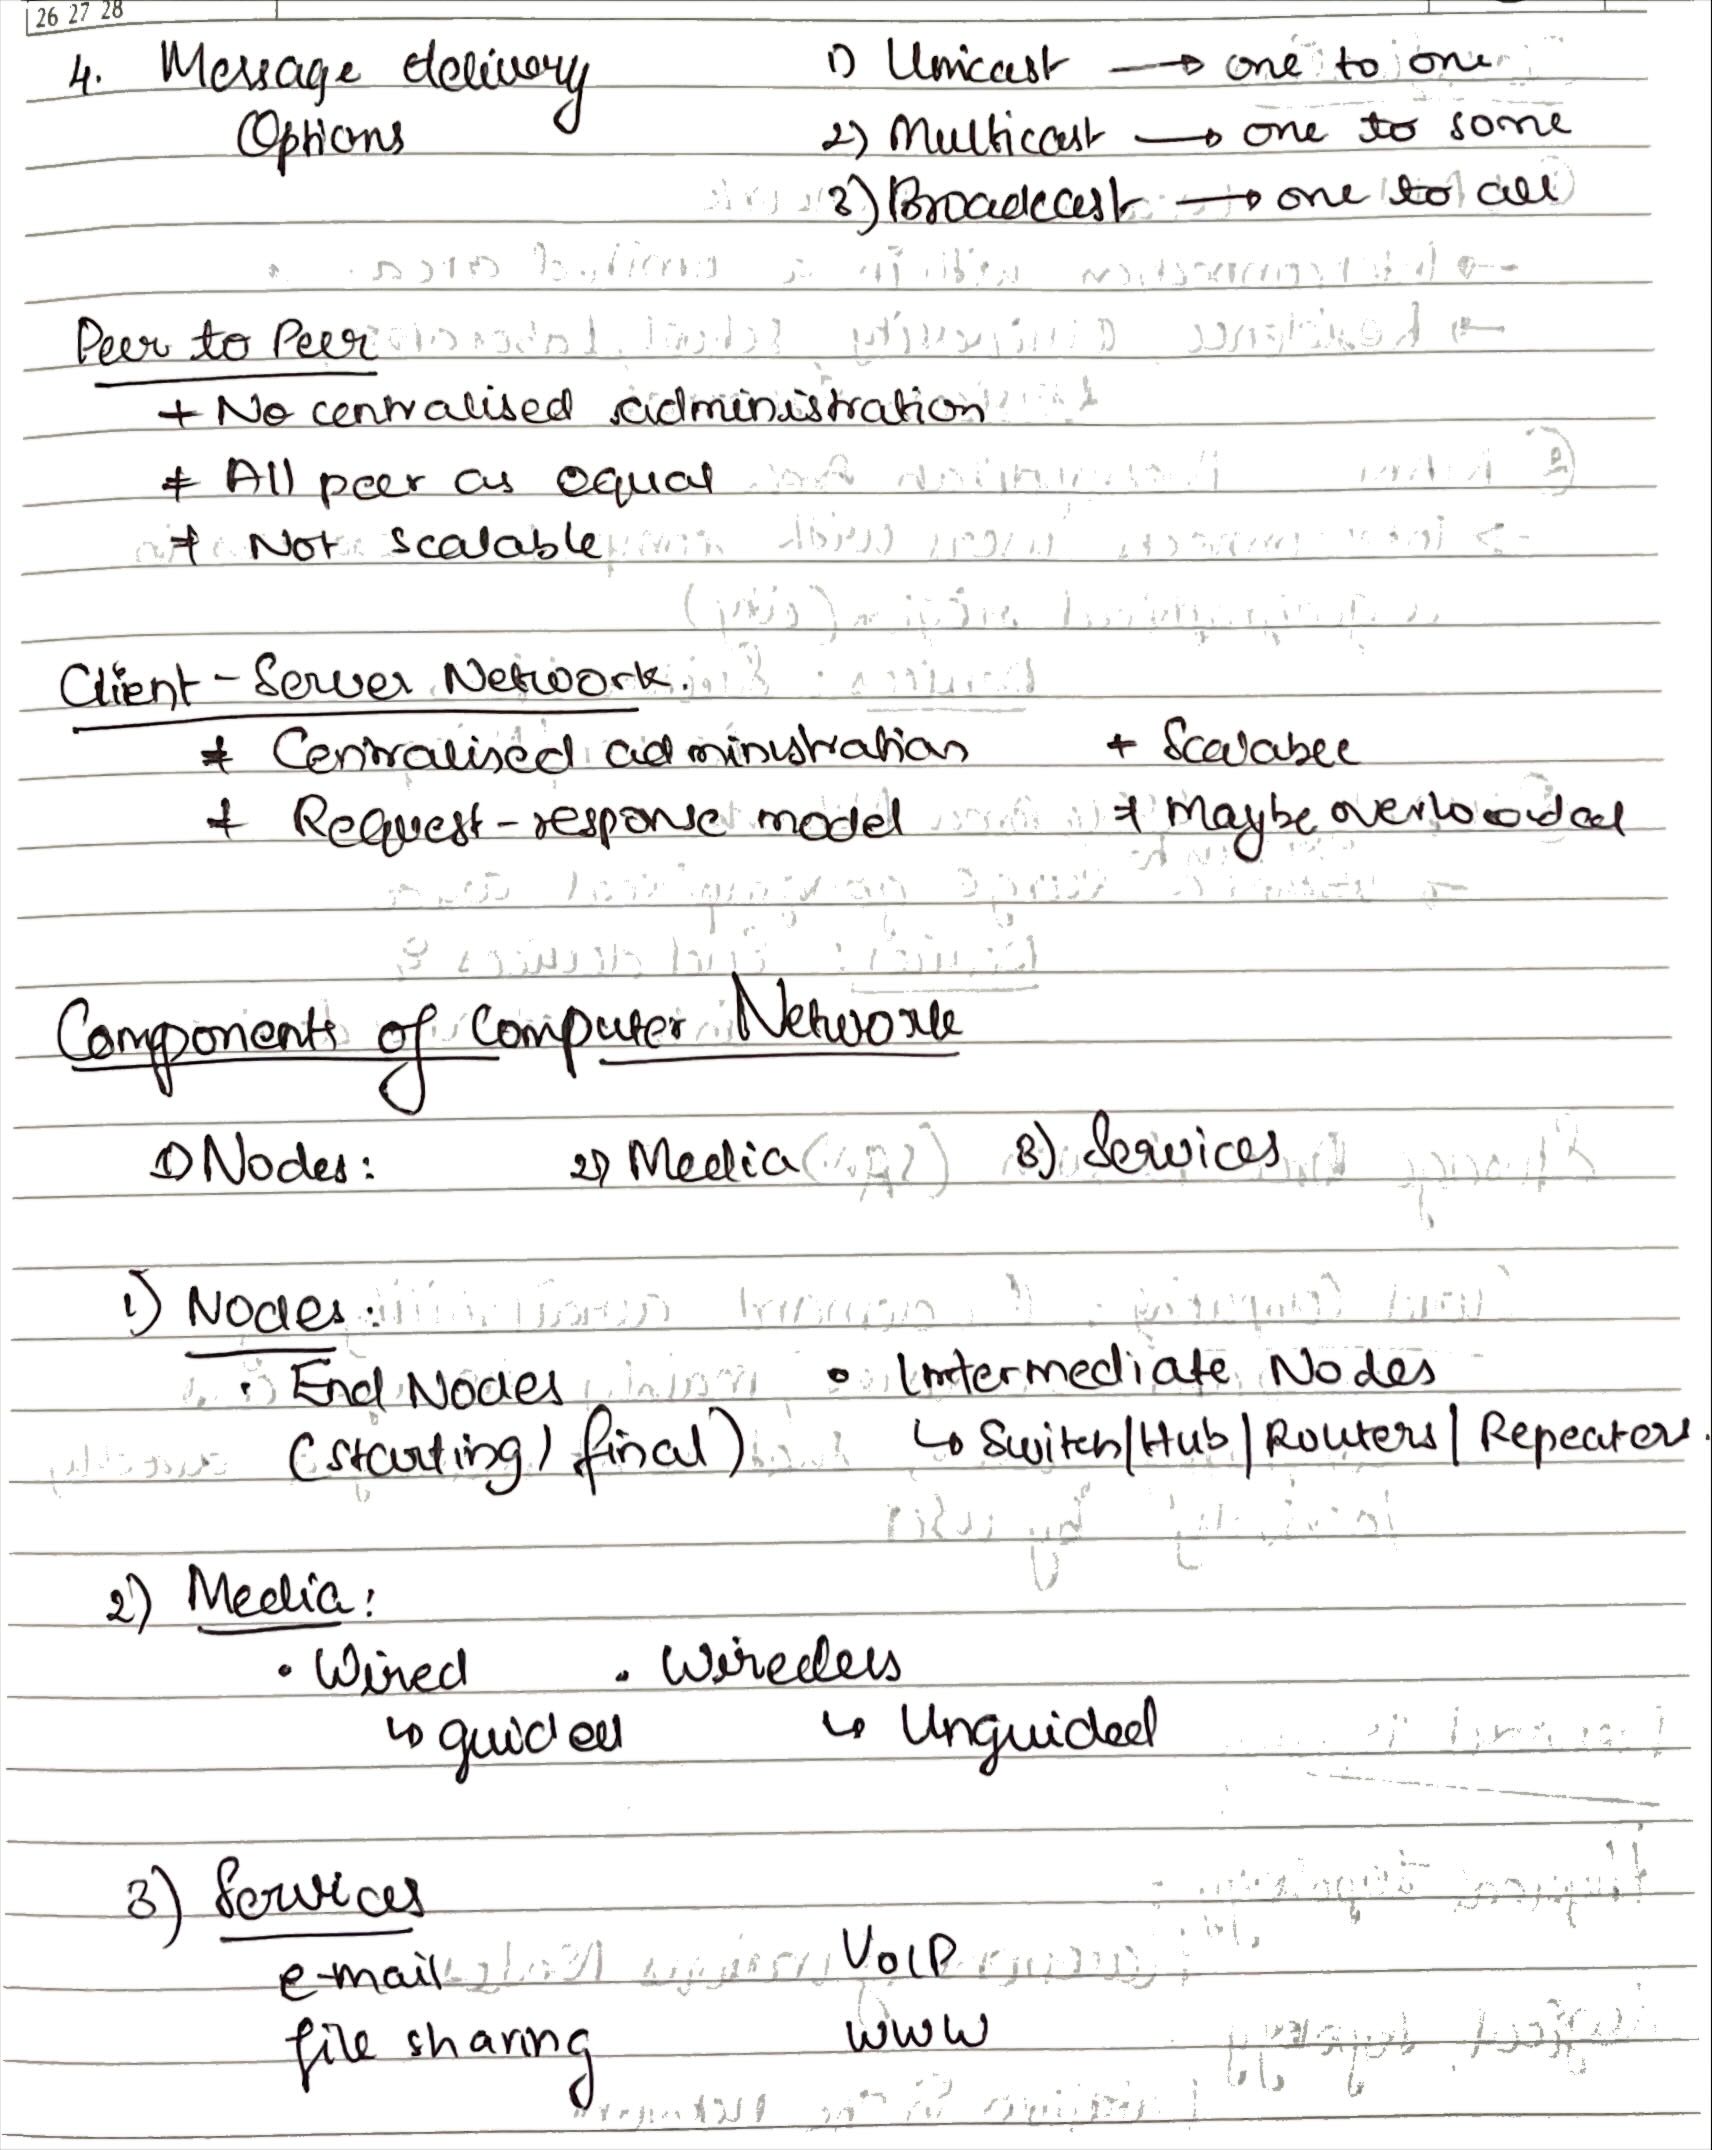 26 27 28
4. Message delivery Options
1) Unicast → one to one
2) Multicast → one to some
3) Broadcast → one to all
Peer to Peer
+ No centralised administration
* All peer as equal
* Not scalable
Client - Server Network.
* Centralised administration + Scalable
* Request-response model * Maybe overloaded
Components of Computer Network
1) Nodes: 2) Media 3) Services
1) Nodes:
• End Nodes • Intermediate Nodes
(starting / final) ↳ Switch | Hub | Routers | Repeators.
2) Media:
• Wired • Wireless
↳ guided ↳ Unguided
3) Services
e-mail VoIP
file sharing WWW